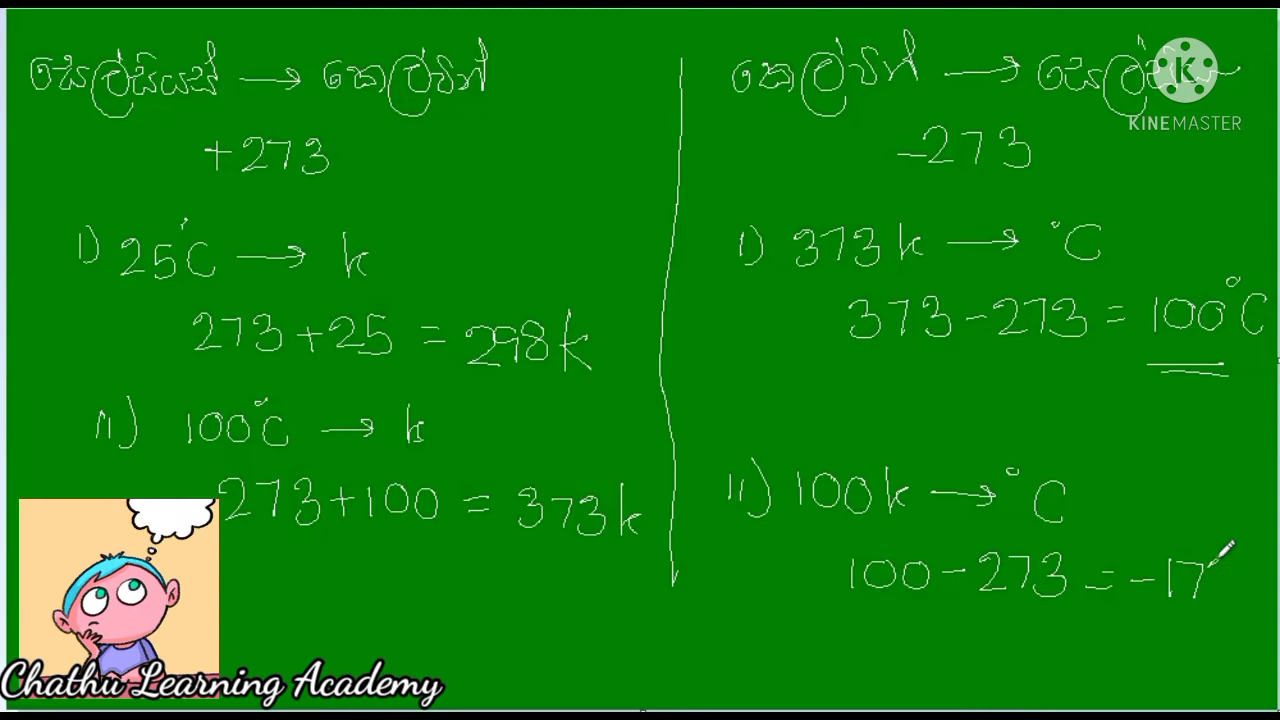 සෙල්සියස් → කෙල්වින්
+273
I) 25°C → k
273+25 = 298k
II) 100°C → k
273+100 = 373k
කෙල්වින් →
-273
I) 373k → °C
373-273 = 100°C
II) 100k → °C
100-273 = -17
KINEMASTER
Chathu Learning Academy